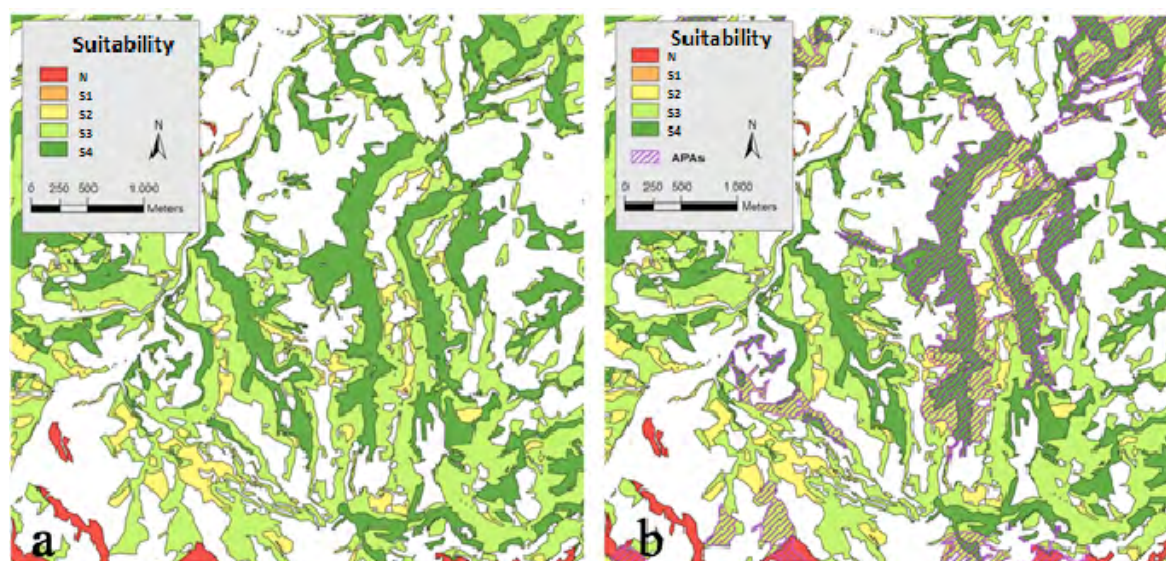 Suitability
N
S1
S2
S3
S4
N
0 250 500 1.000
Meters
a
Suitability
N
S1
S2
S3
S4
APAs
N
0 250 500 1.000
Meters
b